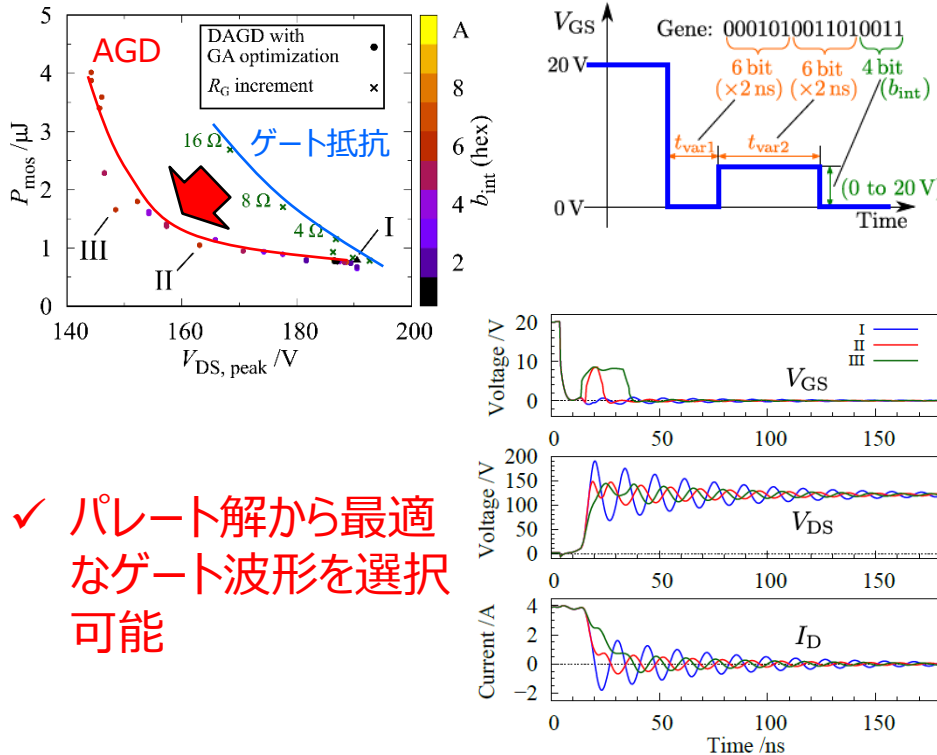 5
4
3
2
1
0
P_mos /μJ
AGD
DAGD with
GA optimization
R_G increment
ゲート抵抗
16 Ω
8 Ω
4 Ω
I
II
III
140
160
180
200
V_DS, peak /V
A
8
6
4
2
b_int (hex)
V_GS
Gene: 0001010011010011
6 bit
(×2 ns)
6 bit
(×2 ns)
4 bit
(b_int)
20 V
t_var1
t_var2
(0 to 20 V)
0 V
Time
✓ パレート解から最適
なゲート波形を選択
可能
Voltage /V
20
10
0
I
II
III
V_GS
0
50
100
150
Voltage /V
200
150
100
50
0
V_DS
0
50
100
150
Current /A
4
2
0
−2
I_D
0
50
100
150
Time /ns